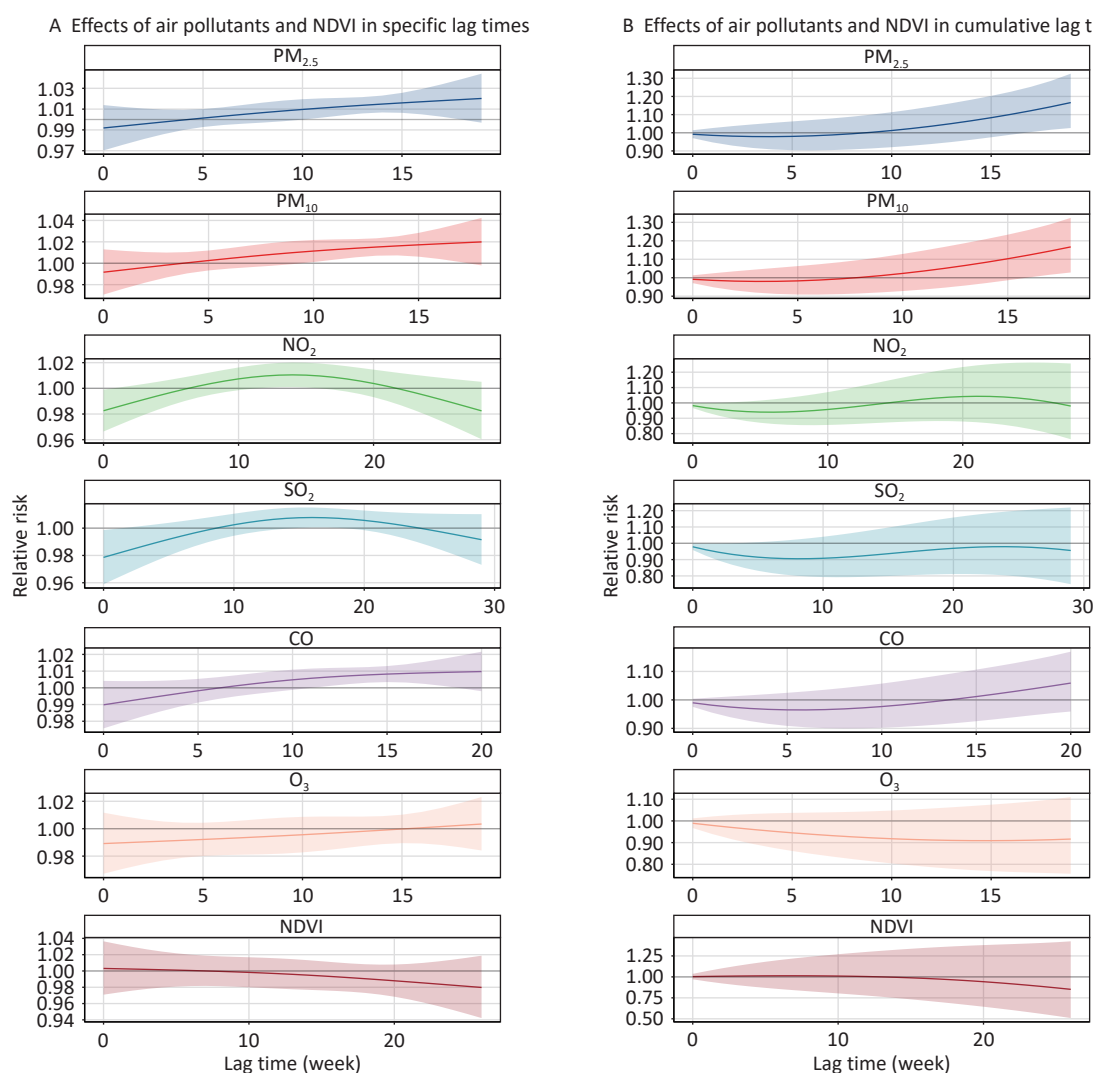 A Effects of air pollutants and NDVI in specific lag times
PM2.5
1.03
1.01
0.99
0.97
0 5 10 15
PM10
1.04
1.02
1.00
0.98
0 5 10 15
NO2
1.02
1.00
0.98
0.96
0 10 20
SO2
1.00
0.98
0.96
0 10 20 30
CO
1.02
1.01
1.00
0.99
0.98
0 5 10 15 20
O3
1.02
1.00
0.98
0 5 10 15
NDVI
1.04
1.02
1.00
0.98
0.96
0.94
0 10 20
Lag time (week)
Relative risk
B Effects of air pollutants and NDVI in cumulative lag t
PM2.5
1.30
1.20
1.10
1.00
0.90
0 5 10 15
PM10
1.30
1.20
1.10
1.00
0.90
0 5 10 15
NO2
1.20
1.10
1.00
0.90
0.80
0 10 20
SO2
1.20
1.10
1.00
0.90
0.80
0 10 20 30
CO
1.10
1.00
0.90
0 5 10 15 20
O3
1.10
1.00
0.90
0.80
0 5 10 15
NDVI
1.25
1.00
0.75
0.50
0 10 20
Lag time (week)
Relative risk